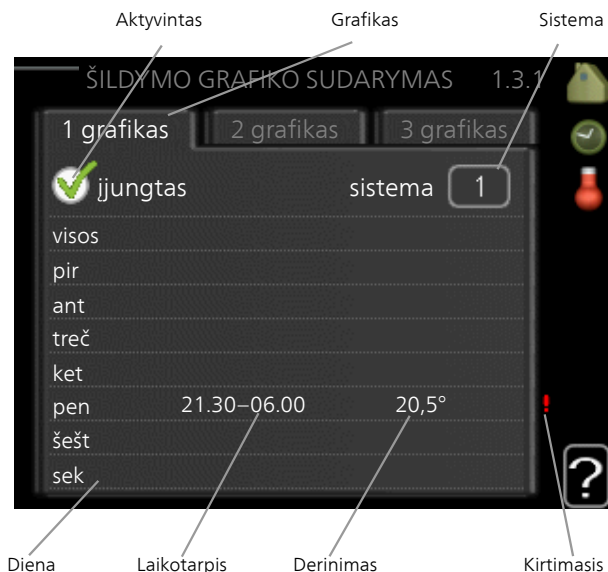 Aktyvintas Grafikas Sistema
ŠILDYMO GRAFIKO SUDARYMAS 1.3.1
1 grafikas 2 grafikas 3 grafikas
įjungtas sistema 1
visos
pir
ant
treč
ket
pen 21.30–06.00 20,5° !
šešt
sek
?
Diena Laikotarpis Derinimas Kirtimasis